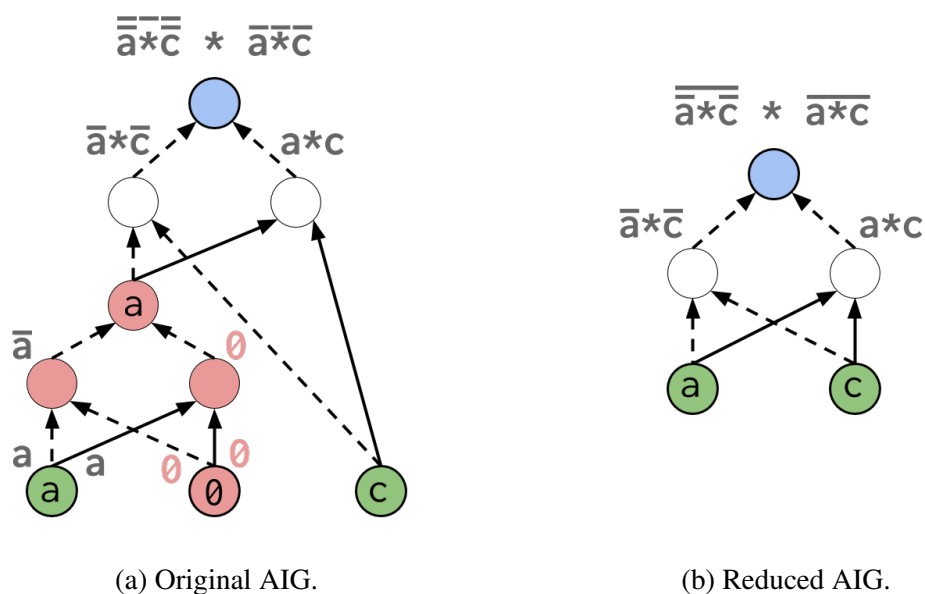 a̅̅*̅c̅̅ * a̅*̅c̅
a̅*c̅ a*c
a
a̅ 0
a a 0 0
a 0 c
a̅̅*̅c̅̅ * a̅*̅c̅
a̅*c̅ a*c
a c
(a) Original AIG.
(b) Reduced AIG.